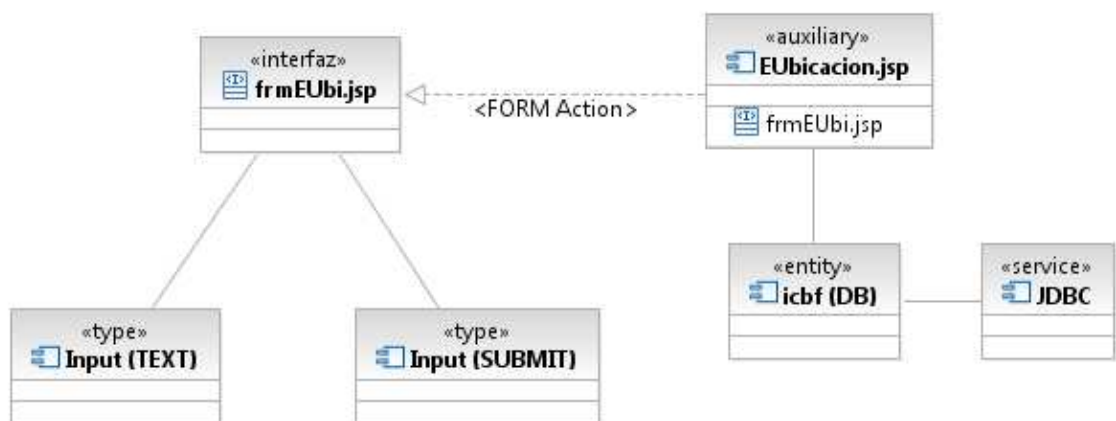 «interfaz»
frmEUbi.jsp
«auxiliary»
EUbicacion.jsp
frmEUbi.jsp
<FORM Action>
«entity»
icbf (DB)
«service»
JDBC
«type»
Input (TEXT)
«type»
Input (SUBMIT)